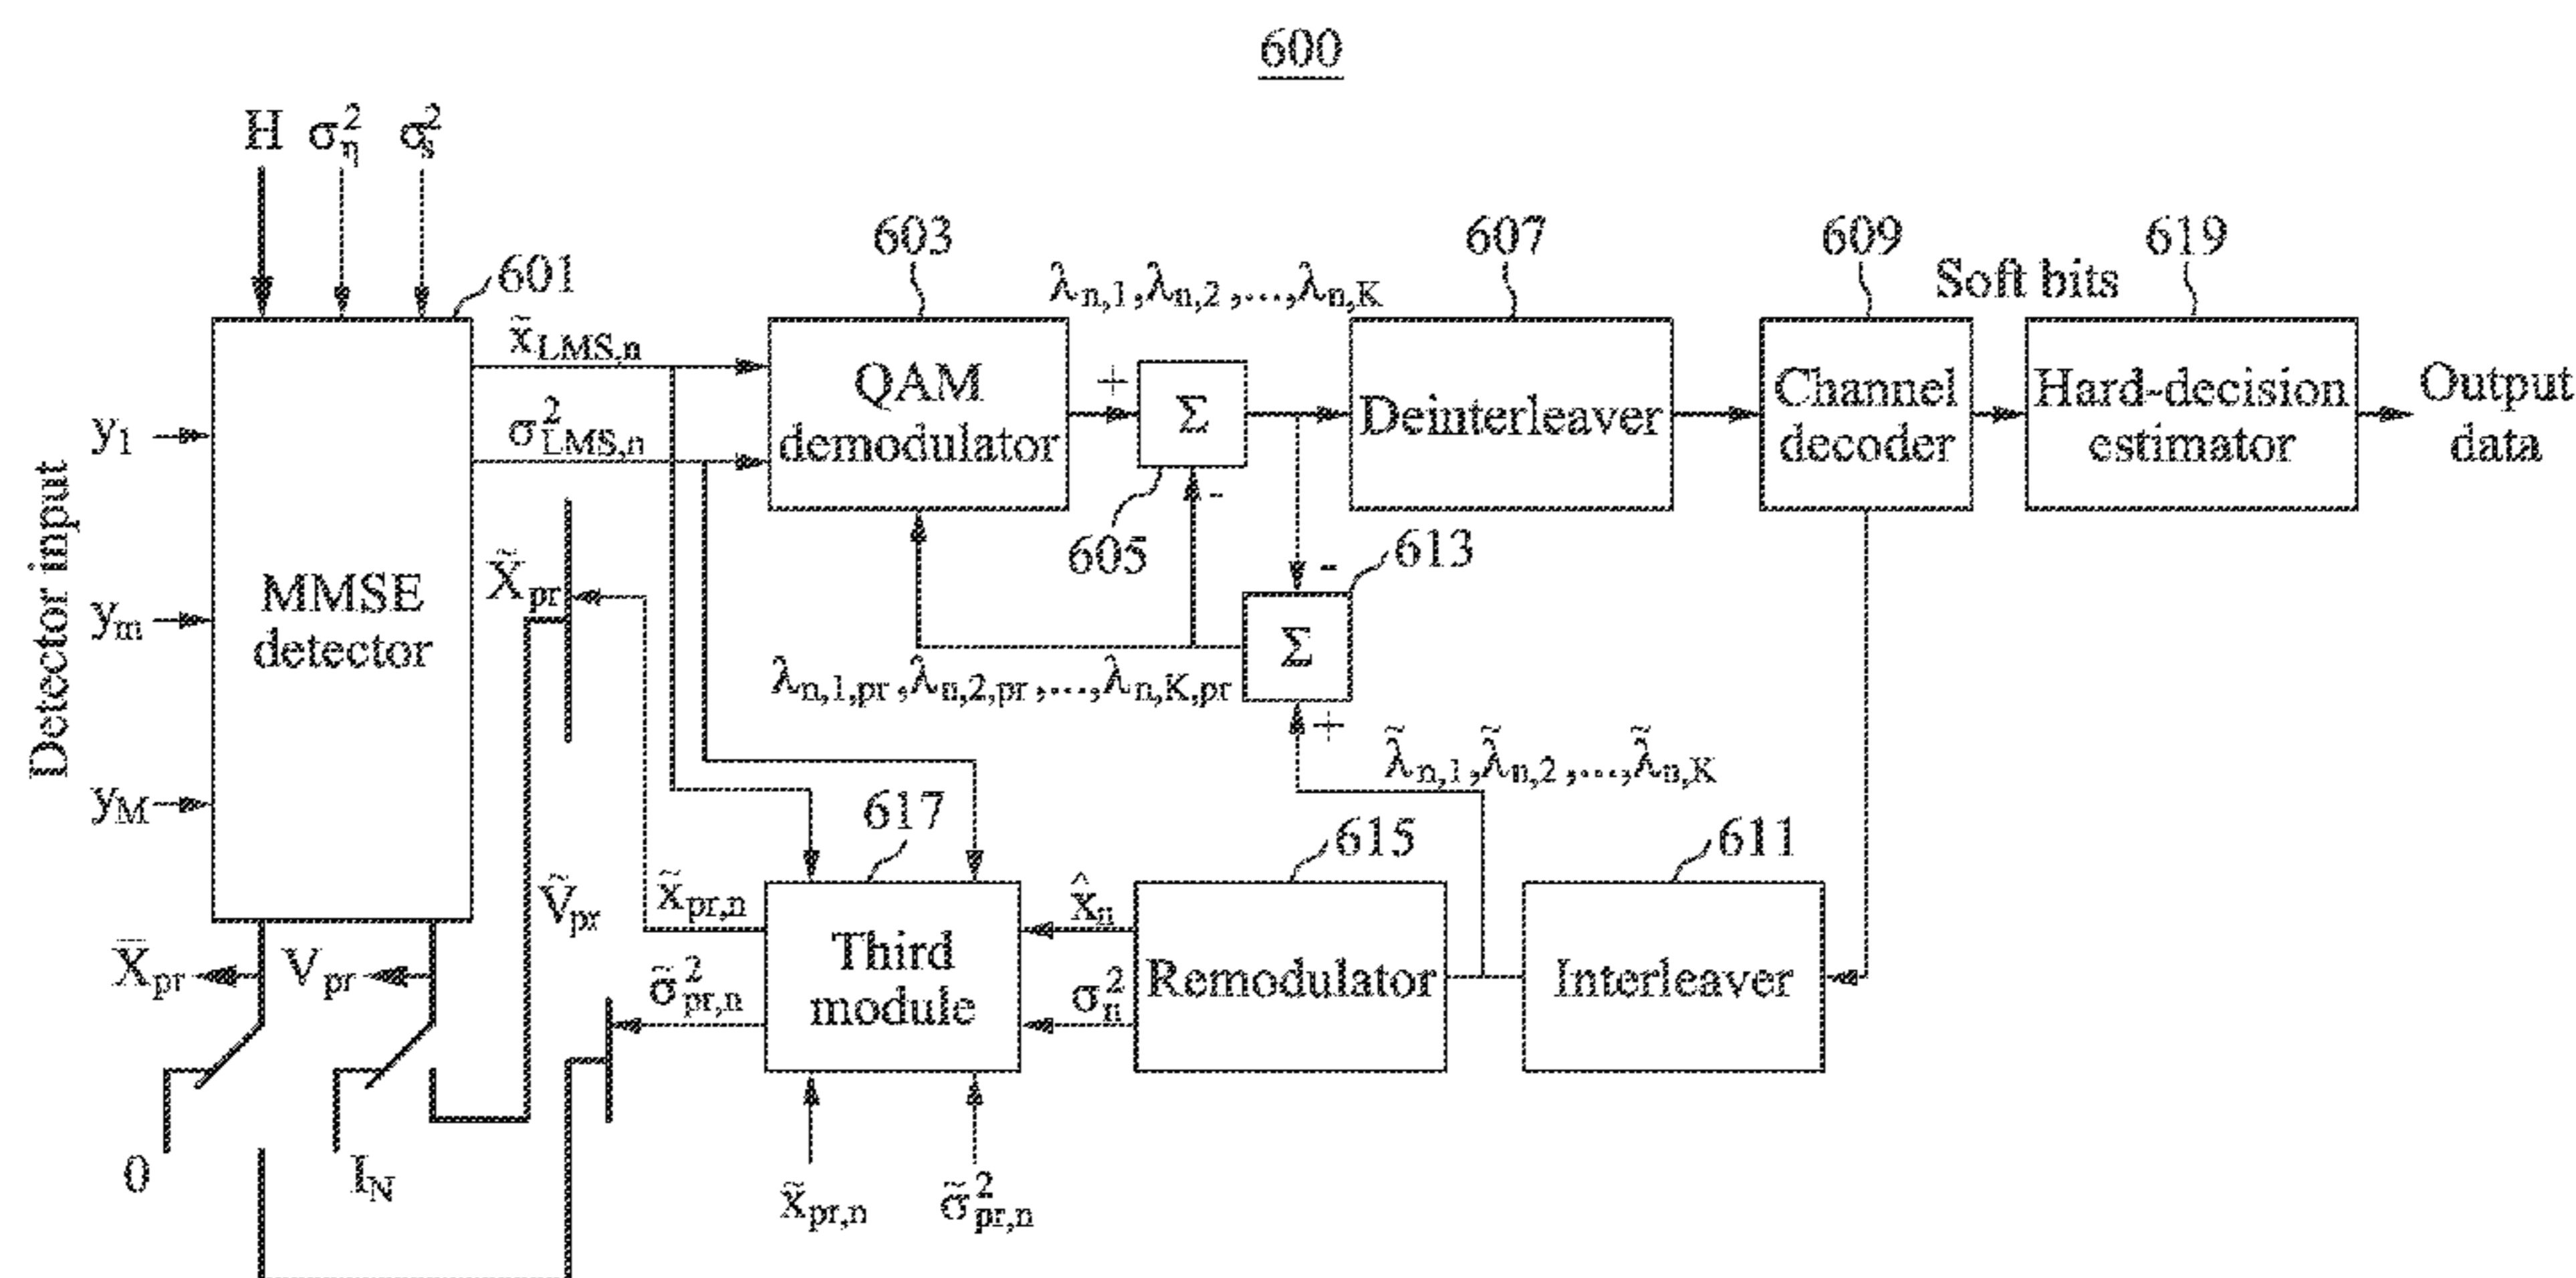 600
H σ²η σ²s
601
603
607
609
619
Soft bits
λn,1,λn,2,...,λn,K
x̃LMS,n
σ²LMS,n
QAM
demodulator
+
Σ
-
605
Deinterleaver
Channel
decoder
Hard-decision
estimator
Output
data
Detector input
y1
ym
yM
MMSE
detector
X̃pr
613
-
Σ
+
λn,1,pr,λn,2,pr,...,λn,K,pr
λ̃n,1,λ̃n,2,...,λ̃n,K
617
615
611
Ṽpr
x̃pr,n
σ̃²pr,n
Third
module
x̂n
σ²n
Remodulator
Interleaver
X̄pr
Vpr
0
IN
x̃pr,n
σ̃²pr,n